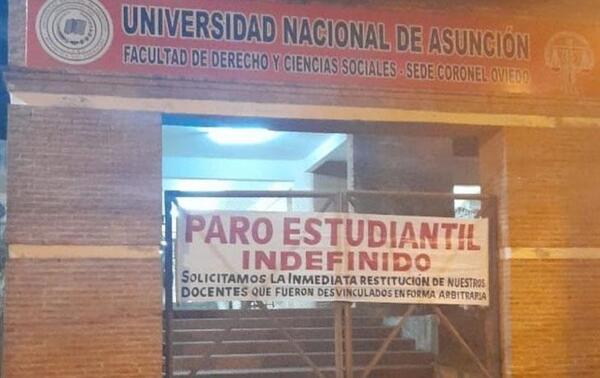 UNIVERSIDAD NACIONAL DE ASUNCIÓN
FACULTAD DE DERECHO Y CIENCIAS SOCIALES - SEDE CORONEL OVIEDO
PARO ESTUDIANTIL
INDEFINIDO
SOLICITAMOS LA INMEDIATA RESTITUCIÓN DE NUESTROS
DOCENTES QUE FUERON DESVINCULADOS EN FORMA ARBITRARIA